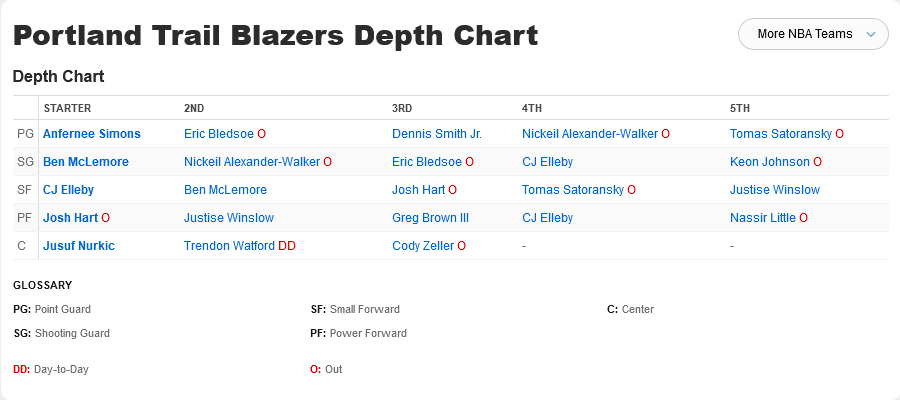 Portland Trail Blazers Depth Chart
More NBA Teams
Depth Chart
STARTER 2ND 3RD 4TH 5TH
PG Anfernee Simons Eric Bledsoe O Dennis Smith Jr. Nickeil Alexander-Walker O Tomas Satoransky O
SG Ben McLemore Nickeil Alexander-Walker O Eric Bledsoe O CJ Elleby Keon Johnson O
SF CJ Elleby Ben McLemore Josh Hart O Tomas Satoransky O Justise Winslow
PF Josh Hart O Justise Winslow Greg Brown III CJ Elleby Nassir Little O
C Jusuf Nurkic Trendon Watford DD Cody Zeller O - -
GLOSSARY
PG: Point Guard SF: Small Forward C: Center
SG: Shooting Guard PF: Power Forward
DD: Day-to-Day O: Out